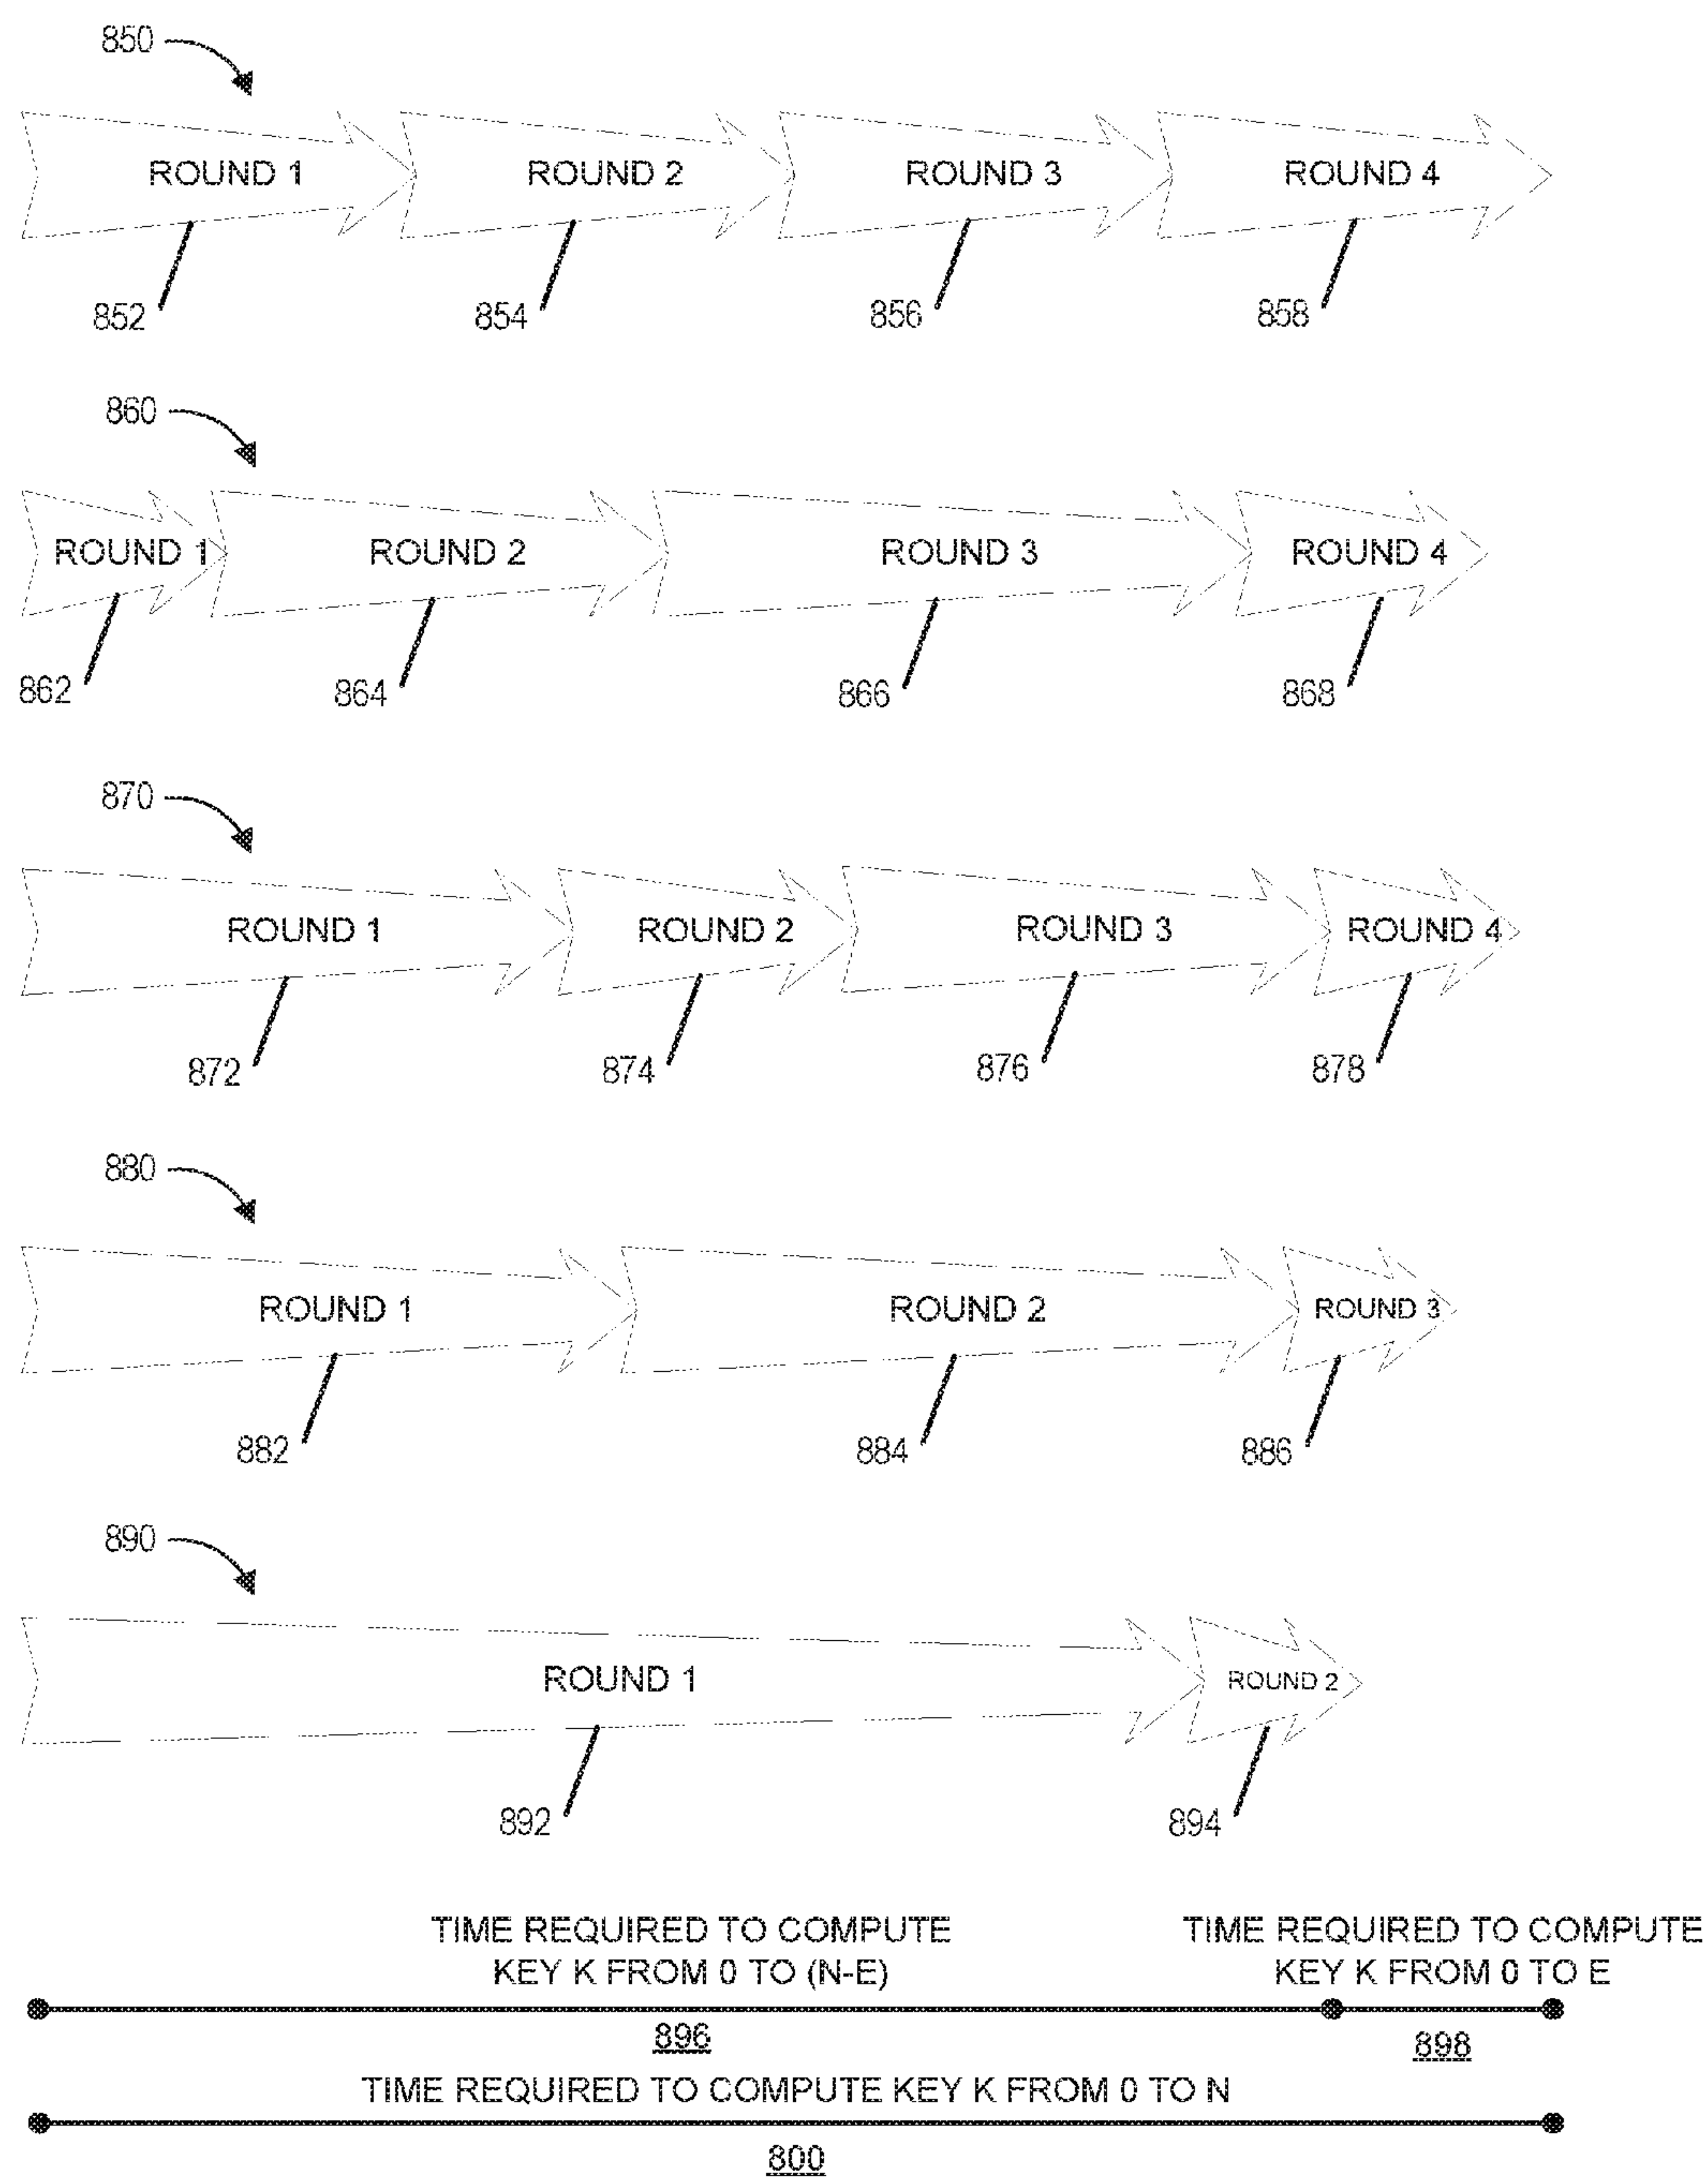 850
ROUND 1 ROUND 2 ROUND 3 ROUND 4
852 854 856 858
860
ROUND 1 ROUND 2 ROUND 3 ROUND 4
862 864 866 868
870
ROUND 1 ROUND 2 ROUND 3 ROUND 4
872 874 876 878
880
ROUND 1 ROUND 2 ROUND 3
882 884 886
890
ROUND 1 ROUND 2
892 894
TIME REQUIRED TO COMPUTE
KEY K FROM 0 TO (N-E)
896
TIME REQUIRED TO COMPUTE
KEY K FROM 0 TO E
898
TIME REQUIRED TO COMPUTE KEY K FROM 0 TO N
800